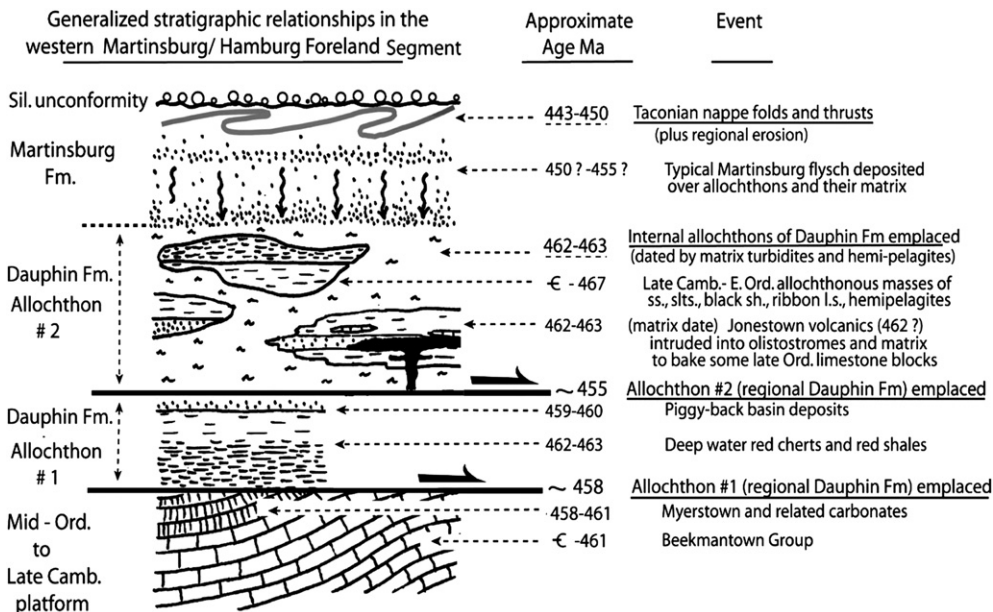 Generalized stratigraphic relationships in the
western Martinsburg/ Hamburg Foreland Segment
Approximate
Age Ma
Event
Sil. unconformity
443-450
Taconian nappe folds and thrusts
(plus regional erosion)
Martinsburg
Fm.
450 ? -455 ?
Typical Martinsburg flysch deposited
over allochthons and their matrix
Dauphin Fm.
Allochthon
# 2
462-463
Internal allochthons of Dauphin Fm emplaced
(dated by matrix turbidites and hemi-pelagites)
Є - 467
Late Camb.- E. Ord. allochthonous masses of
ss., slts., black sh., ribbon l.s., hemipelagites
462-463
(matrix date) Jonestown volcanics (462 ?)
intruded into olistostromes and matrix
to bake some late Ord. limestone blocks
~ 455
Allochthon #2 (regional Dauphin Fm) emplaced
Dauphin Fm.
Allochthon
# 1
459-460
Piggy-back basin deposits
462-463
Deep water red cherts and red shales
~ 458
Allochthon #1 (regional Dauphin Fm) emplaced
Mid - Ord.
to
Late Camb.
platform
458-461
Myerstown and related carbonates
Є -461
Beekmantown Group